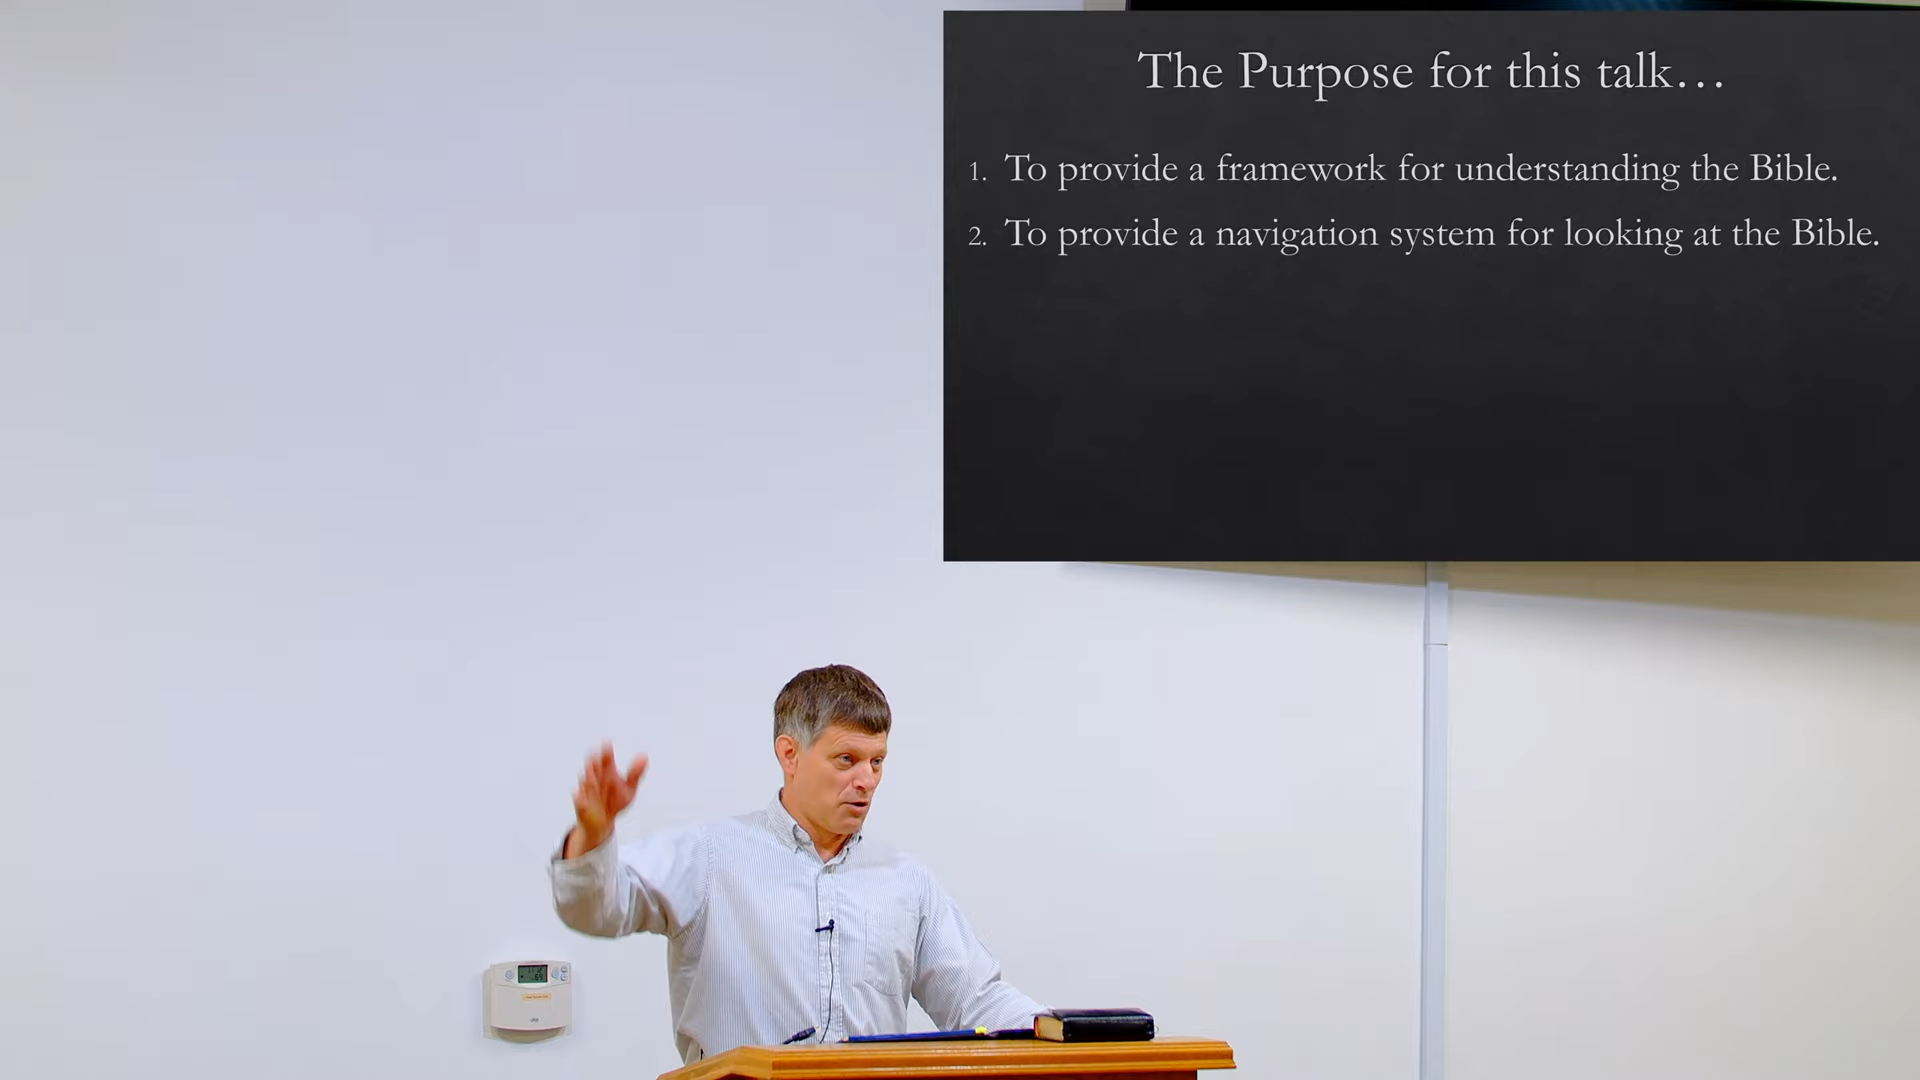 The Purpose for this talk…
1. To provide a framework for understanding the Bible.
2. To provide a navigation system for looking at the Bible.